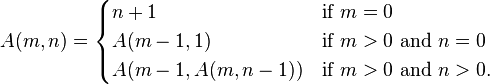 A(m, n) = { n + 1 if m = 0
A(m − 1, 1) if m > 0 and n = 0
A(m − 1, A(m, n − 1)) if m > 0 and n > 0.